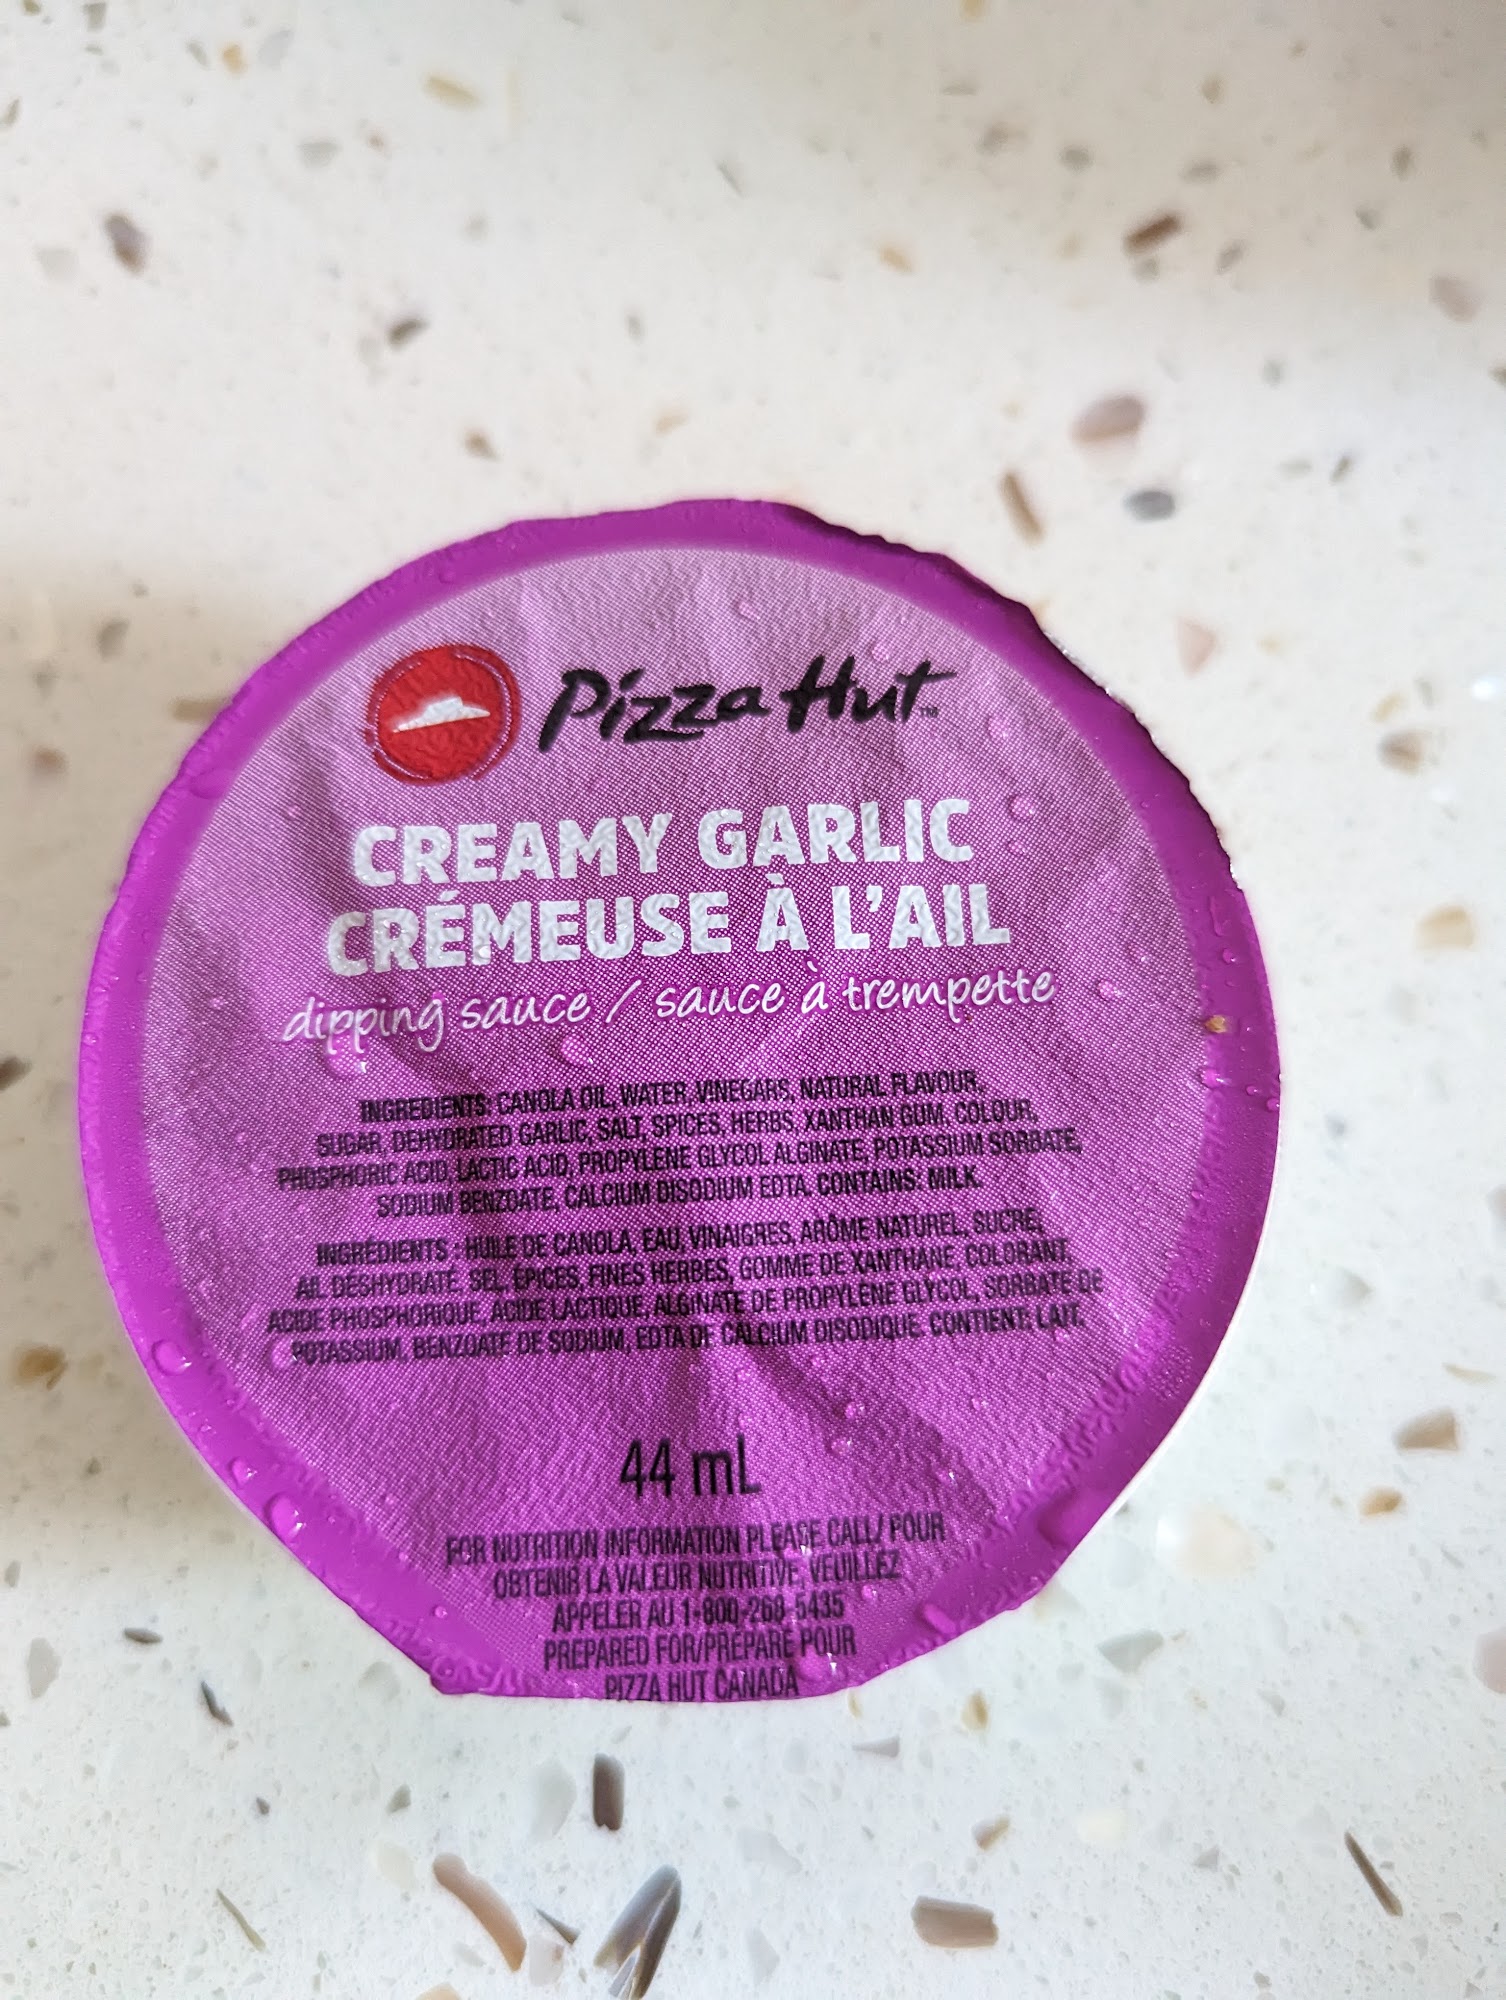 Pizza Hut™
CREAMY GARLIC
CRÉMEUSE À L'AIL
dipping sauce / sauce à trempette
INGREDIENTS: CANOLA OIL, WATER, VINEGARS, NATURAL FLAVOUR,
SUGAR, DEHYDRATED GARLIC, SALT, SPICES, HERBS, XANTHAN GUM, COLOUR,
PHOSPHORIC ACID, LACTIC ACID, PROPYLENE GLYCOL ALGINATE, POTASSIUM SORBATE,
SODIUM BENZOATE, CALCIUM DISODIUM EDTA. CONTAINS: MILK.
INGRÉDIENTS : HUILE DE CANOLA, EAU, VINAIGRES, ARÔME NATUREL, SUCRE,
AIL DÉSHYDRATÉ, SEL, ÉPICES, FINES HERBES, GOMME DE XANTHANE, COLORANT,
ACIDE PHOSPHORIQUE, ACIDE LACTIQUE, ALGINATE DE PROPYLÈNE GLYCOL, SORBATE DE
POTASSIUM, BENZOATE DE SODIUM, EDTA DE CALCIUM DISODIQUE. CONTIENT: LAIT.
44 mL
FOR NUTRITION INFORMATION PLEASE CALL/ POUR
OBTENIR LA VALEUR NUTRITIVE, VEUILLEZ
APPELER AU 1-800-268-5435
PREPARED FOR/PRÉPARÉ POUR
PIZZA HUT CANADA